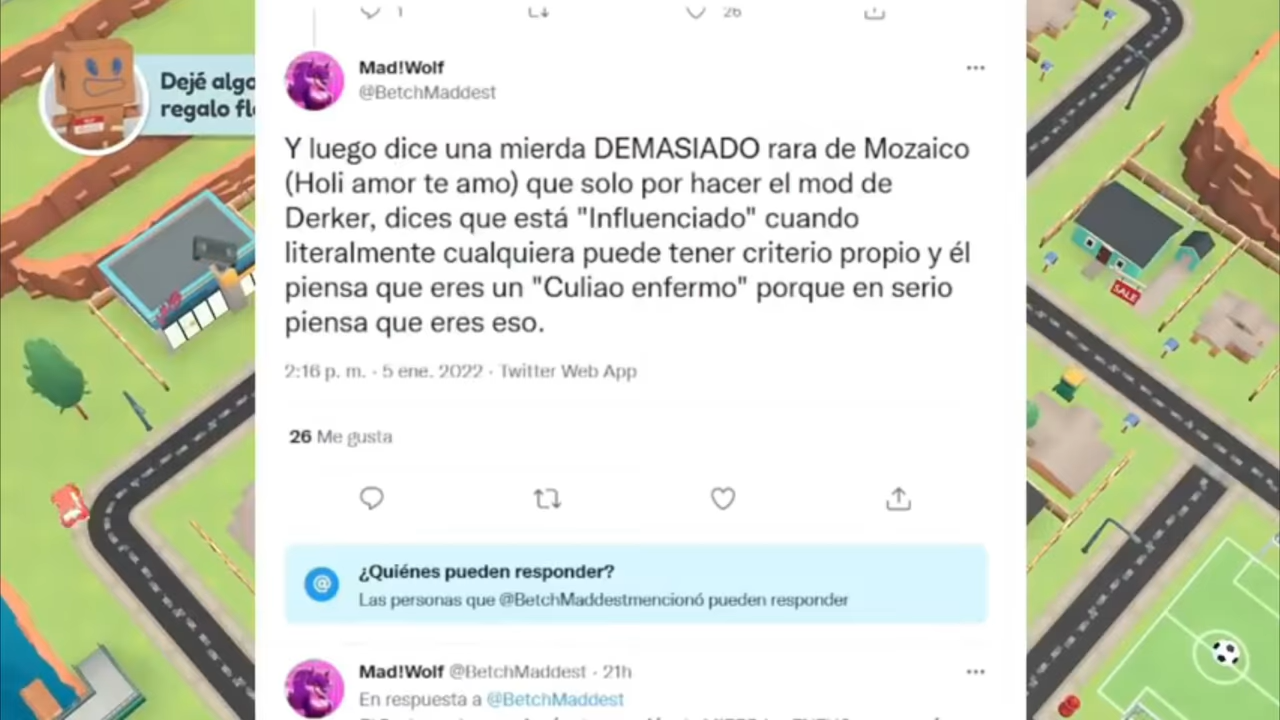 1 26
Mad!Wolf
@BetchMaddest
Dejé algo
regalo
Y luego dice una mierda DEMASIADO rara de Mozaico
(Holi amor te amo) que solo por hacer el mod de
Derker, dices que está "Influenciado" cuando
literalmente cualquiera puede tener criterio propio y él
piensa que eres un "Culiao enfermo" porque en serio
piensa que eres eso.
SALE
2:16 p. m. · 5 ene. 2022 · Twitter Web App
26 Me gusta
¿Quiénes pueden responder?
Las personas que @BetchMaddestmencionó pueden responder
Mad!Wolf @BetchMaddest · 21h
En respuesta a @BetchMaddest